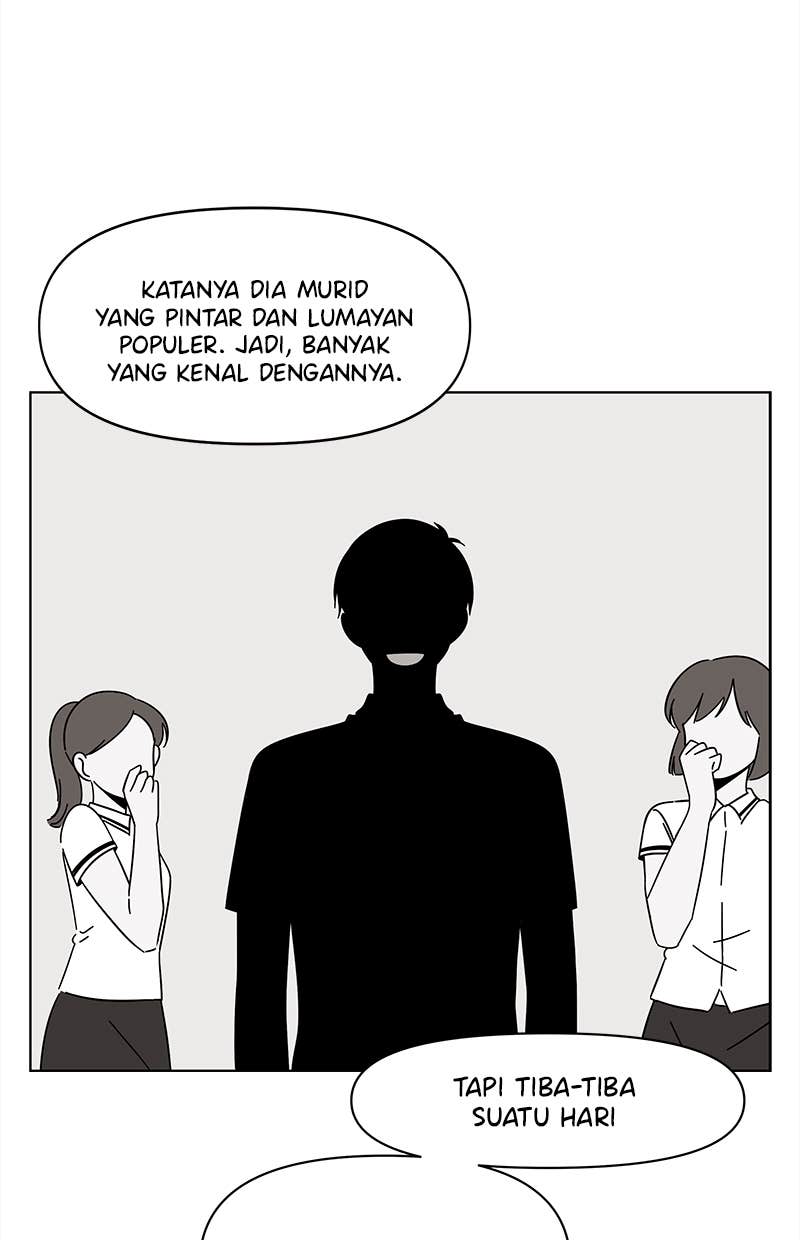 KATANYA DIA MURID
YANG PINTAR DAN LUMAYAN
POPULER. JADI, BANYAK
YANG KENAL DENGANNYA.
TAPI TIBA-TIBA
SUATU HARI